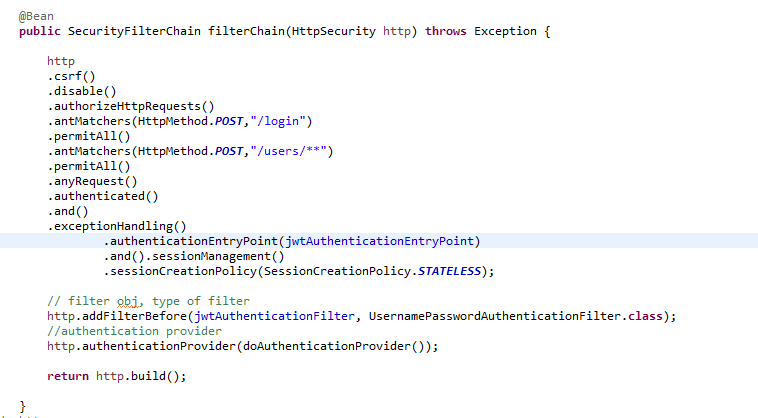 @Bean
public SecurityFilterChain filterChain(HttpSecurity http) throws Exception {
http
.csrf()
.disable()
.authorizeHttpRequests()
.antMatchers(HttpMethod.POST,"/login")
.permitAll()
.antMatchers(HttpMethod.POST,"/users/**")
.permitAll()
.anyRequest()
.authenticated()
.and()
.exceptionHandling()
.authenticationEntryPoint(jwtAuthenticationEntryPoint)
.and().sessionManagement()
.sessionCreationPolicy(SessionCreationPolicy.STATELESS);
// filter obj, type of filter
http.addFilterBefore(jwtAuthenticationFilter, UsernamePasswordAuthenticationFilter.class);
//authentication provider
http.authenticationProvider(doAuthenticationProvider());
return http.build();
}